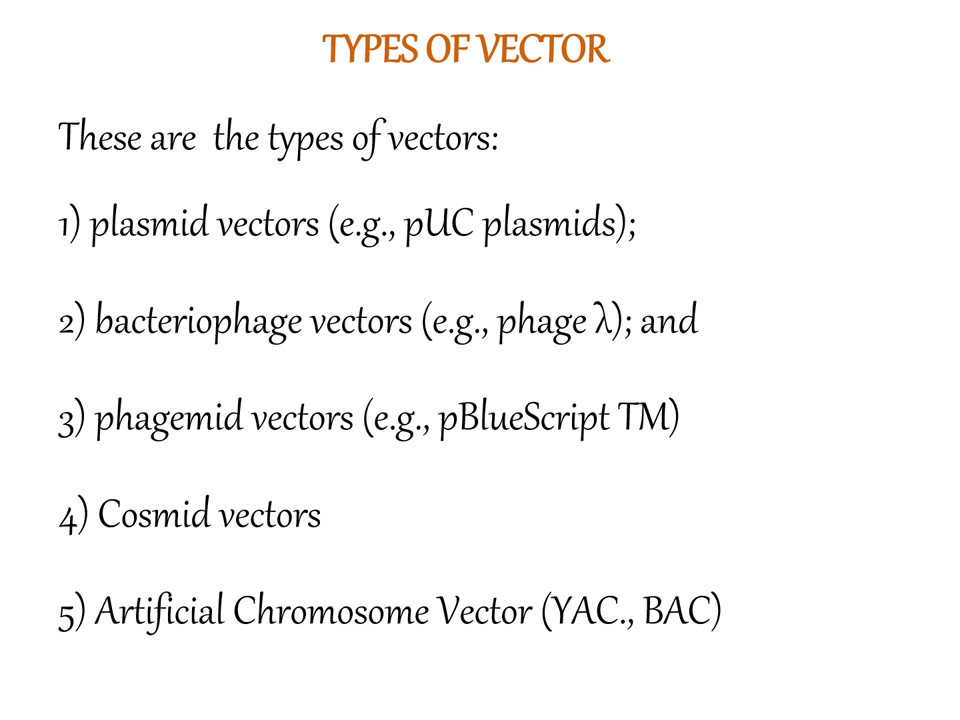 TYPES OF VECTOR
These are the types of vectors:
1) plasmid vectors (e.g., pUC plasmids);
2) bacteriophage vectors (e.g., phage λ); and
3) phagemid vectors (e.g., pBlueScript TM)
4) Cosmid vectors
5) Artificial Chromosome Vector (YAC., BAC)